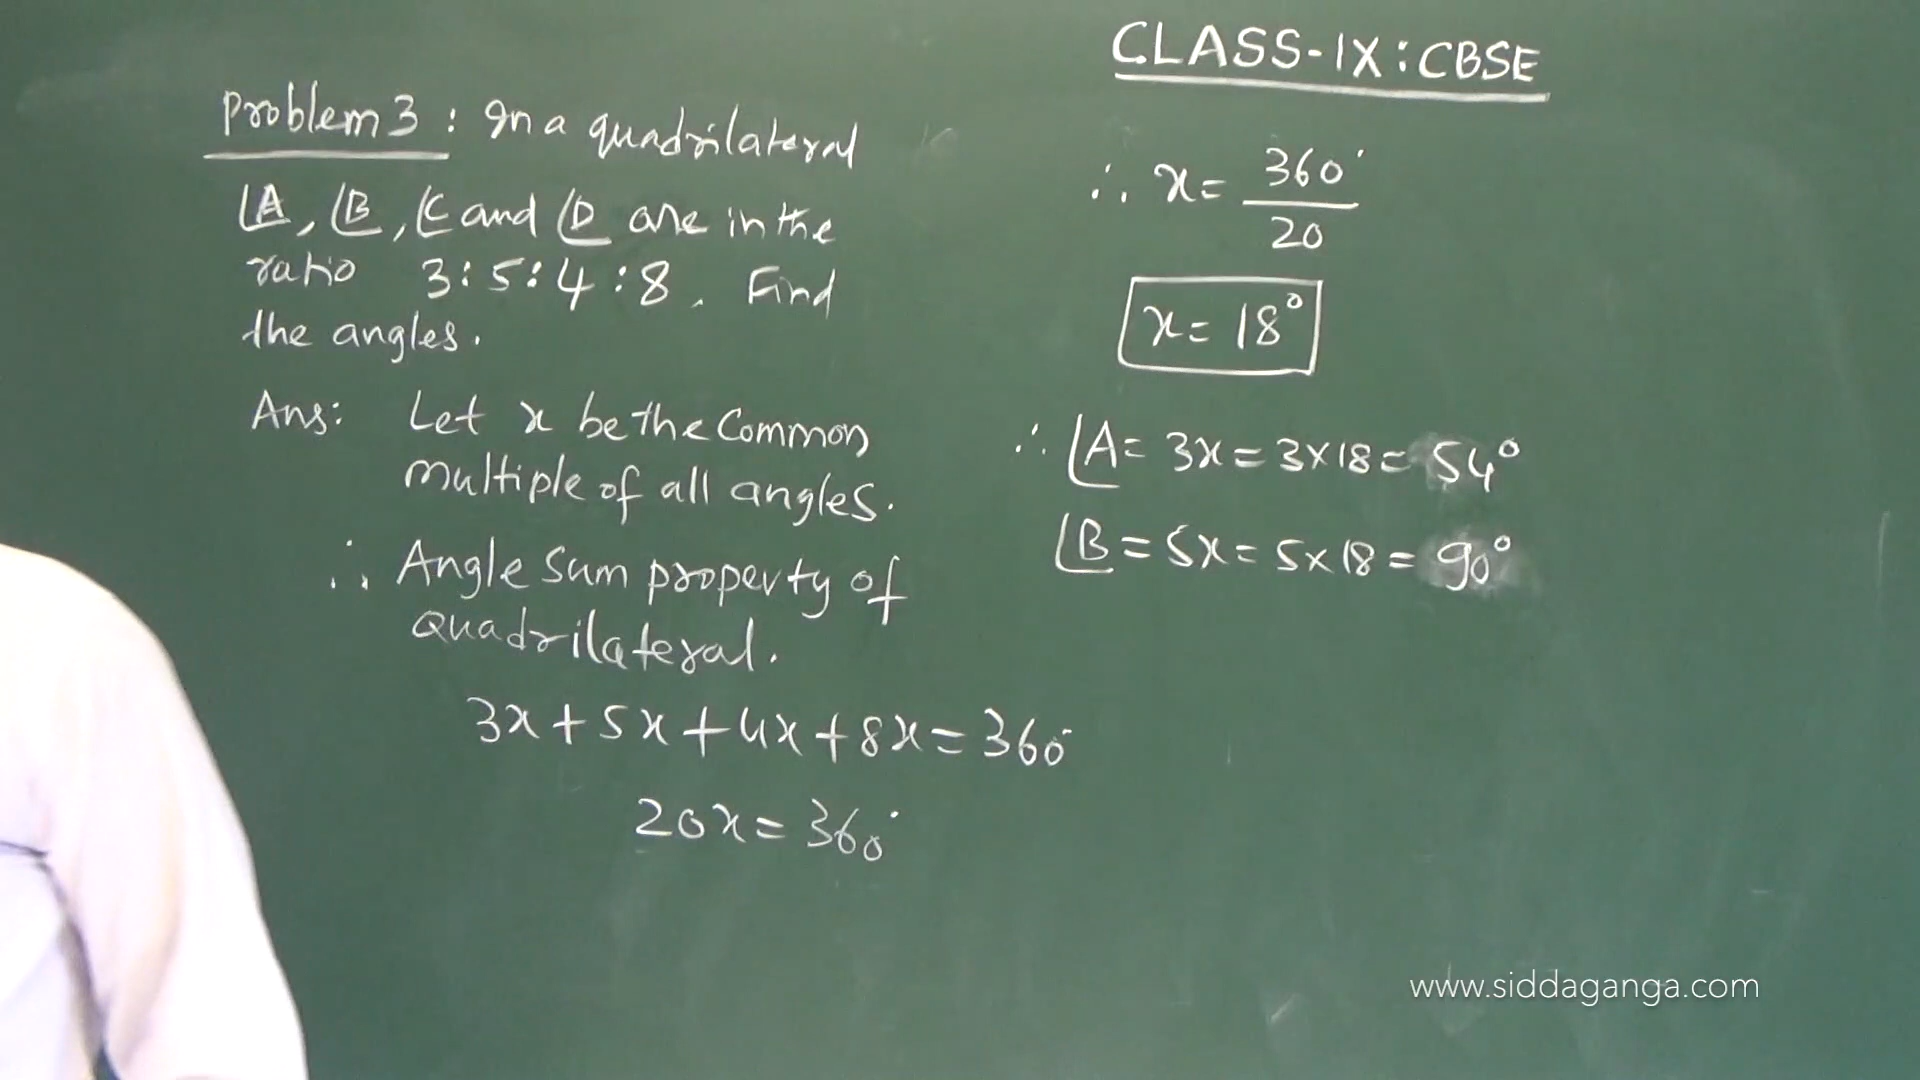 CLASS-IX : CBSE
Problem 3 : In a quadrilateral
∠A, ∠B, ∠C and ∠D are in the
ratio 3:5:4:8. Find
the angles.
Ans: Let x be the Common
multiple of all angles.
∴ Angle sum property of
quadrilateral.
3x + 5x + 4x + 8x = 360°
20x = 360°
∴ x = 360°/20
x = 18°
∴ ∠A = 3x = 3×18 = 54°
∠B = 5x = 5×18 = 90°
www.siddaganga.com